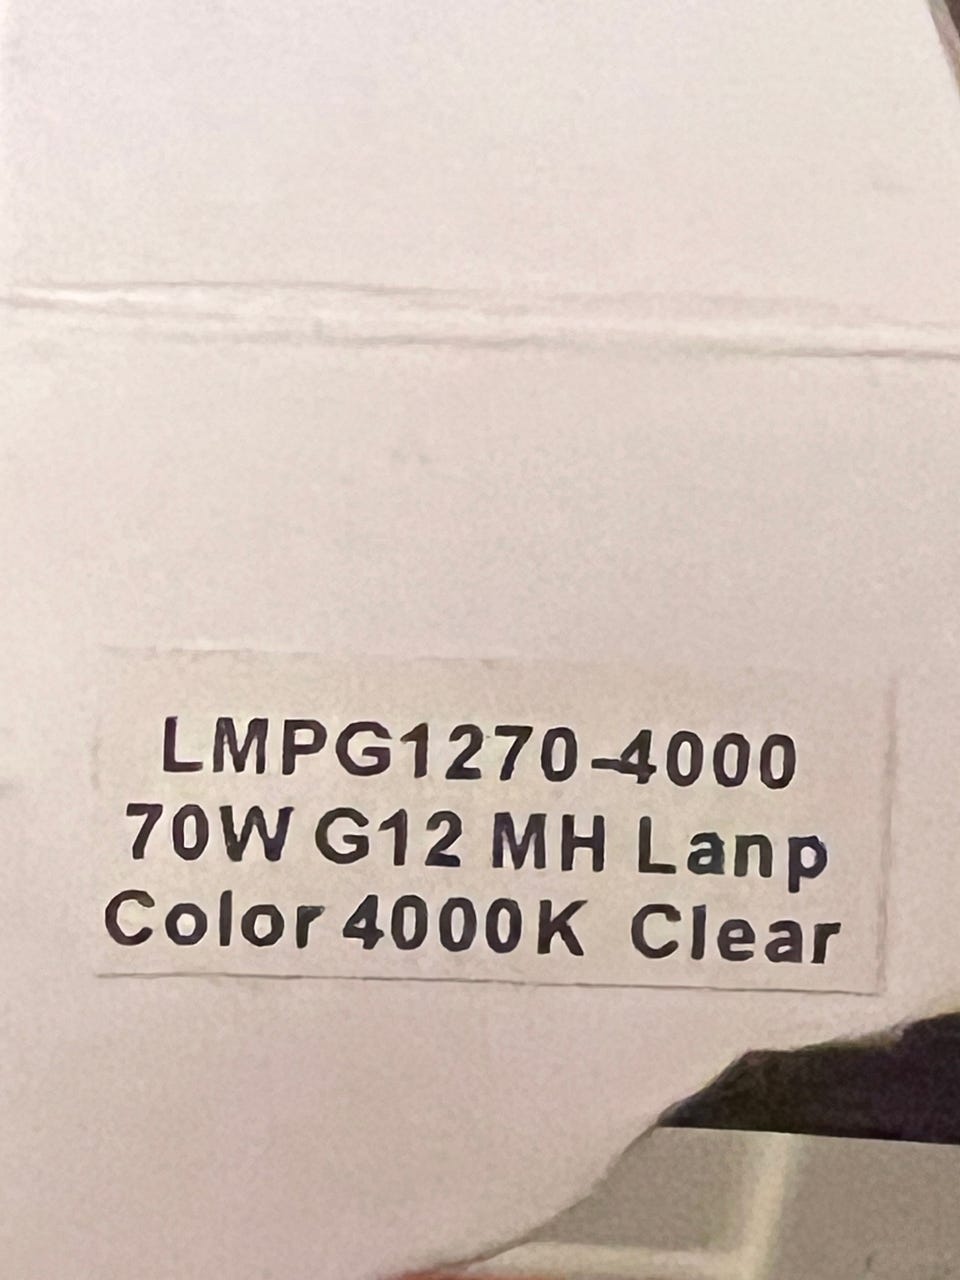 LMPG1270-4000
70W G12 MH Lanp
Color 4000K Clear